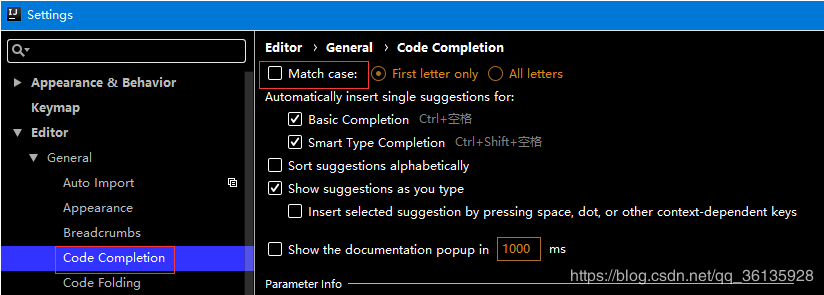 IJ Settings
Appearance & Behavior
Keymap
Editor
General
Auto Import
Appearance
Breadcrumbs
Code Completion
Code Folding
Editor › General › Code Completion
Match case: First letter only All letters
Automatically insert single suggestions for:
Basic Completion Ctrl+空格
Smart Type Completion Ctrl+Shift+空格
Sort suggestions alphabetically
Show suggestions as you type
Insert selected suggestion by pressing space, dot, or other context-dependent keys
Show the documentation popup in 1000 ms
Parameter Info
https://blog.csdn.net/qq_36135928